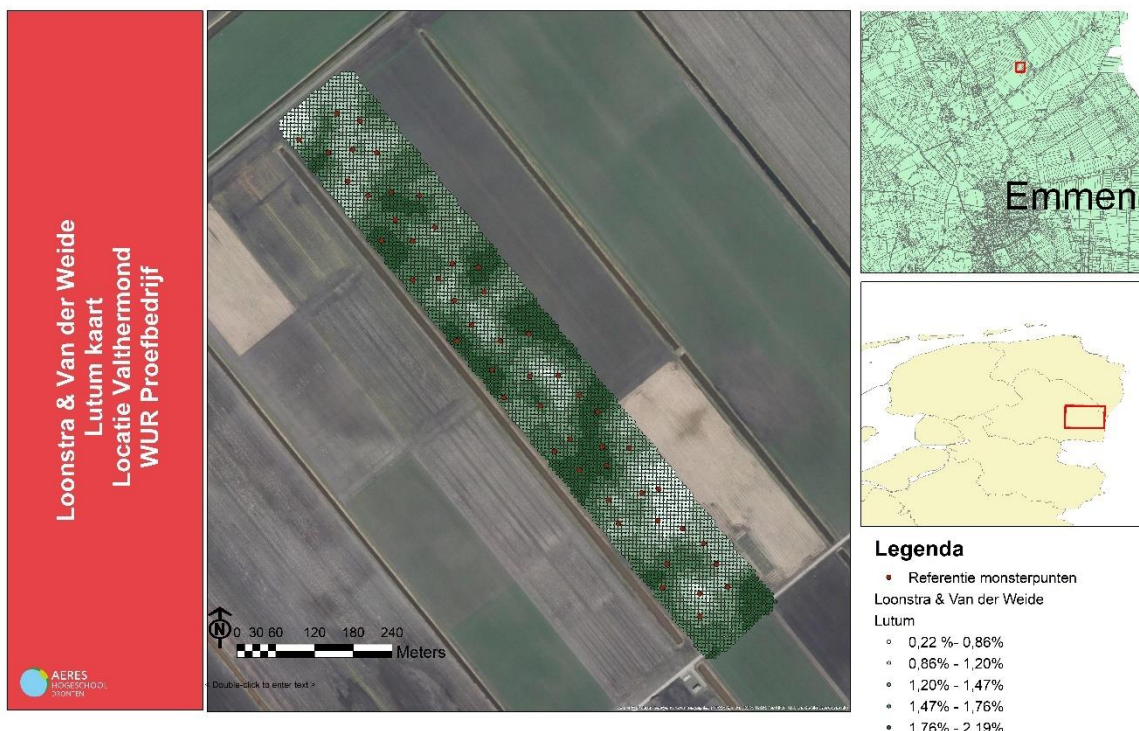 Loonstra & Van der Weide
Lutum kaart
Locatie Valthermond
WUR Proefbedrijf
AERES
HOGESCHOOL
DRONTEN
N
0 30 60 120 180 240
Meters
< Double-click to enter text >
Emmen
Legenda
Referentie monsterpunten
Loonstra & Van der Weide
Lutum
0,22 %- 0,86%
0,86% - 1,20%
1,20% - 1,47%
1,47% - 1,76%
1,76% - 2,19%